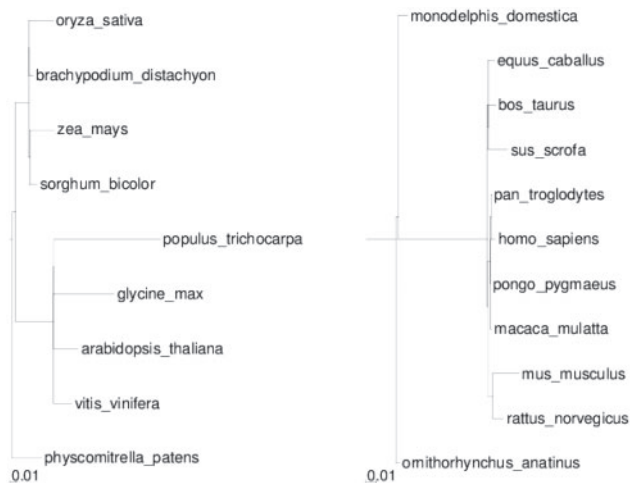 oryza_sativa
brachypodium_distachyon
zea_mays
sorghum_bicolor
populus_trichocarpa
glycine_max
arabidopsis_thaliana
vitis_vinifera
physcomitrella_patens
0.01
monodelphis_domestica
equus_caballus
bos_taurus
sus_scrofa
pan_troglodytes
homo_sapiens
pongo_pygmaeus
macaca_mulatta
mus_musculus
rattus_norvegicus
ornithorhynchus_anatinus
0.01